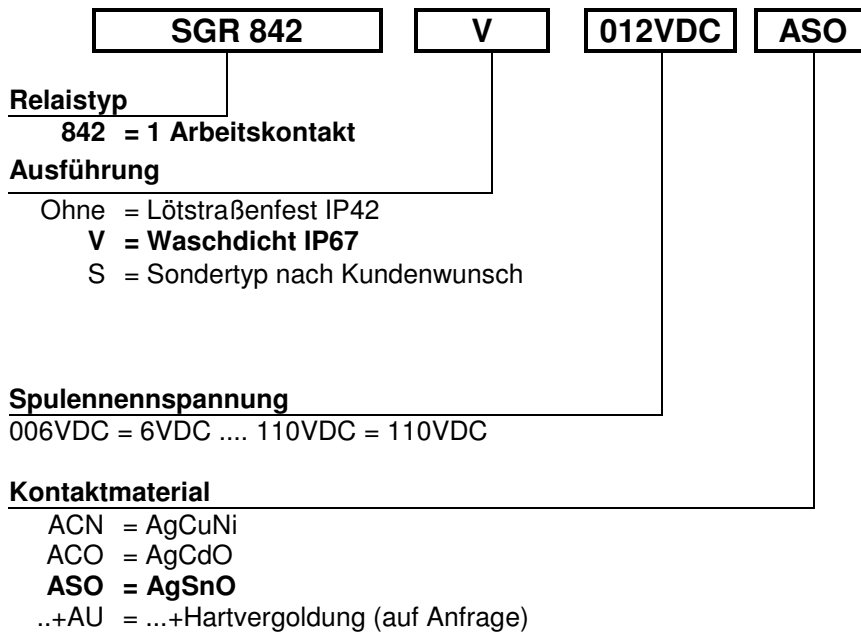 SGR 842 V 012VDC ASO
Relaistyp
842 = 1 Arbeitskontakt
Ausführung
Ohne = Lötstraßenfest IP42
V = Waschdicht IP67
S = Sondertyp nach Kundenwunsch
Spulennennspannung
006VDC = 6VDC .... 110VDC = 110VDC
Kontaktmaterial
ACN = AgCuNi
ACO = AgCdO
ASO = AgSnO
..+AU = ...+Hartvergoldung (auf Anfrage)